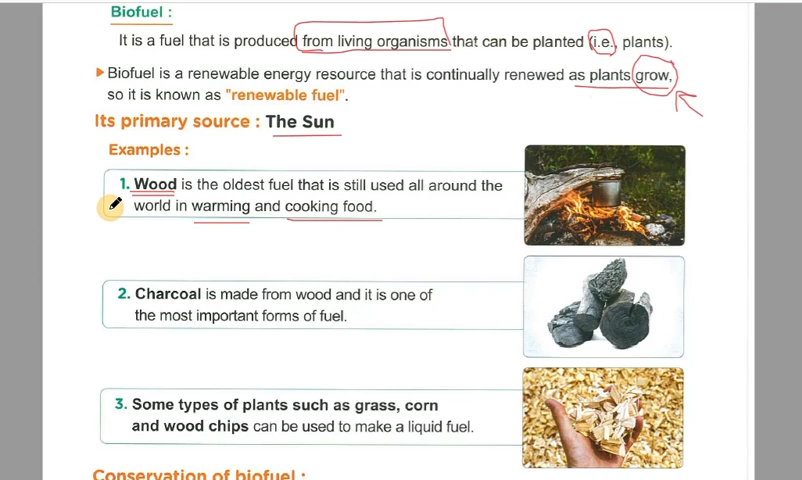 Biofuel :
It is a fuel that is produced from living organisms that can be planted (i.e., plants).
Biofuel is a renewable energy resource that is continually renewed as plants grow,
so it is known as "renewable fuel".
Its primary source : The Sun
Examples :
1. Wood is the oldest fuel that is still used all around the
world in warming and cooking food.
2. Charcoal is made from wood and it is one of
the most important forms of fuel.
3. Some types of plants such as grass, corn
and wood chips can be used to make a liquid fuel.
Conservation of biofuel :